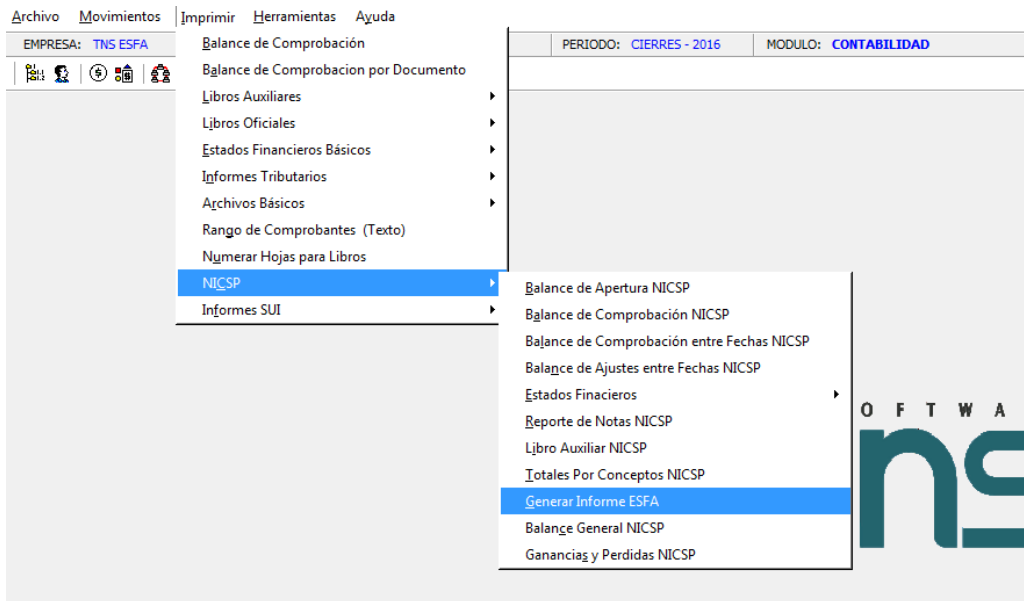 Archivo Movimientos Imprimir Herramientas Ayuda
EMPRESA: TNS ESFA PERIODO: CIERRES - 2016 MODULO: CONTABILIDAD
Balance de Comprobación
Balance de Comprobacion por Documento
Libros Auxiliares
Libros Oficiales
Estados Financieros Básicos
Informes Tributarios
Archivos Básicos
Rango de Comprobantes (Texto)
Numerar Hojas para Libros
NICSP
Informes SUI
Balance de Apertura NICSP
Balance de Comprobación NICSP
Balance de Comprobación entre Fechas NICSP
Balance de Ajustes entre Fechas NICSP
Estados Finacieros
Reporte de Notas NICSP
Libro Auxiliar NICSP
Totales Por Conceptos NICSP
Generar Informe ESFA
Balance General NICSP
Ganancias y Perdidas NICSP
O F T W A
ns